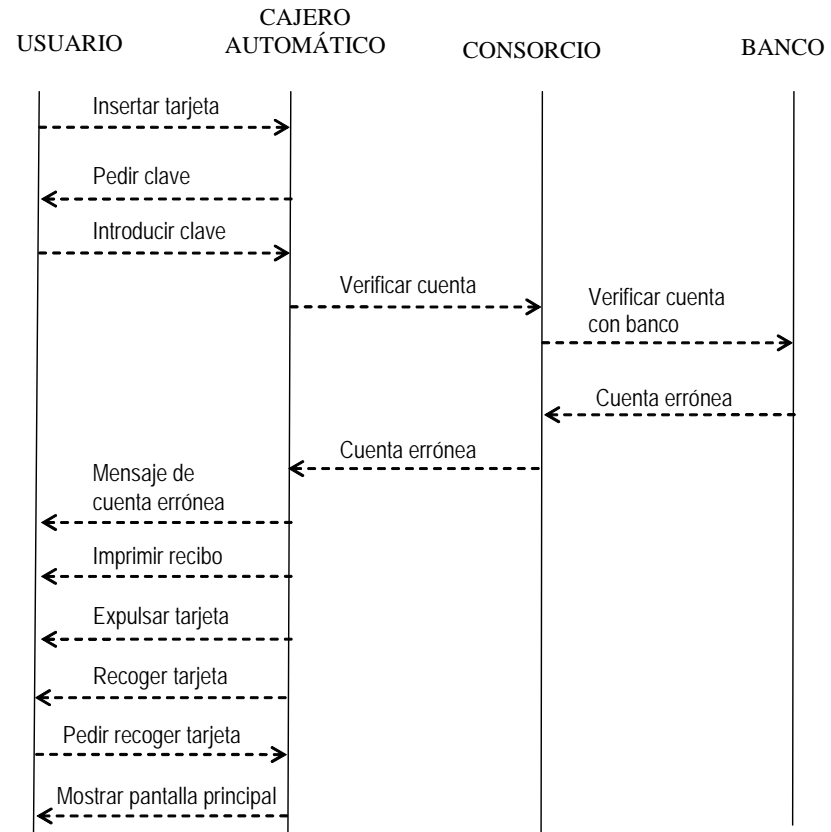 USUARIO
CAJERO
AUTOMÁTICO
CONSORCIO
BANCO
Insertar tarjeta
Pedir clave
Introducir clave
Verificar cuenta
Verificar cuenta
con banco
Cuenta errónea
Cuenta errónea
Mensaje de
cuenta errónea
Imprimir recibo
Expulsar tarjeta
Recoger tarjeta
Pedir recoger tarjeta
Mostrar pantalla principal